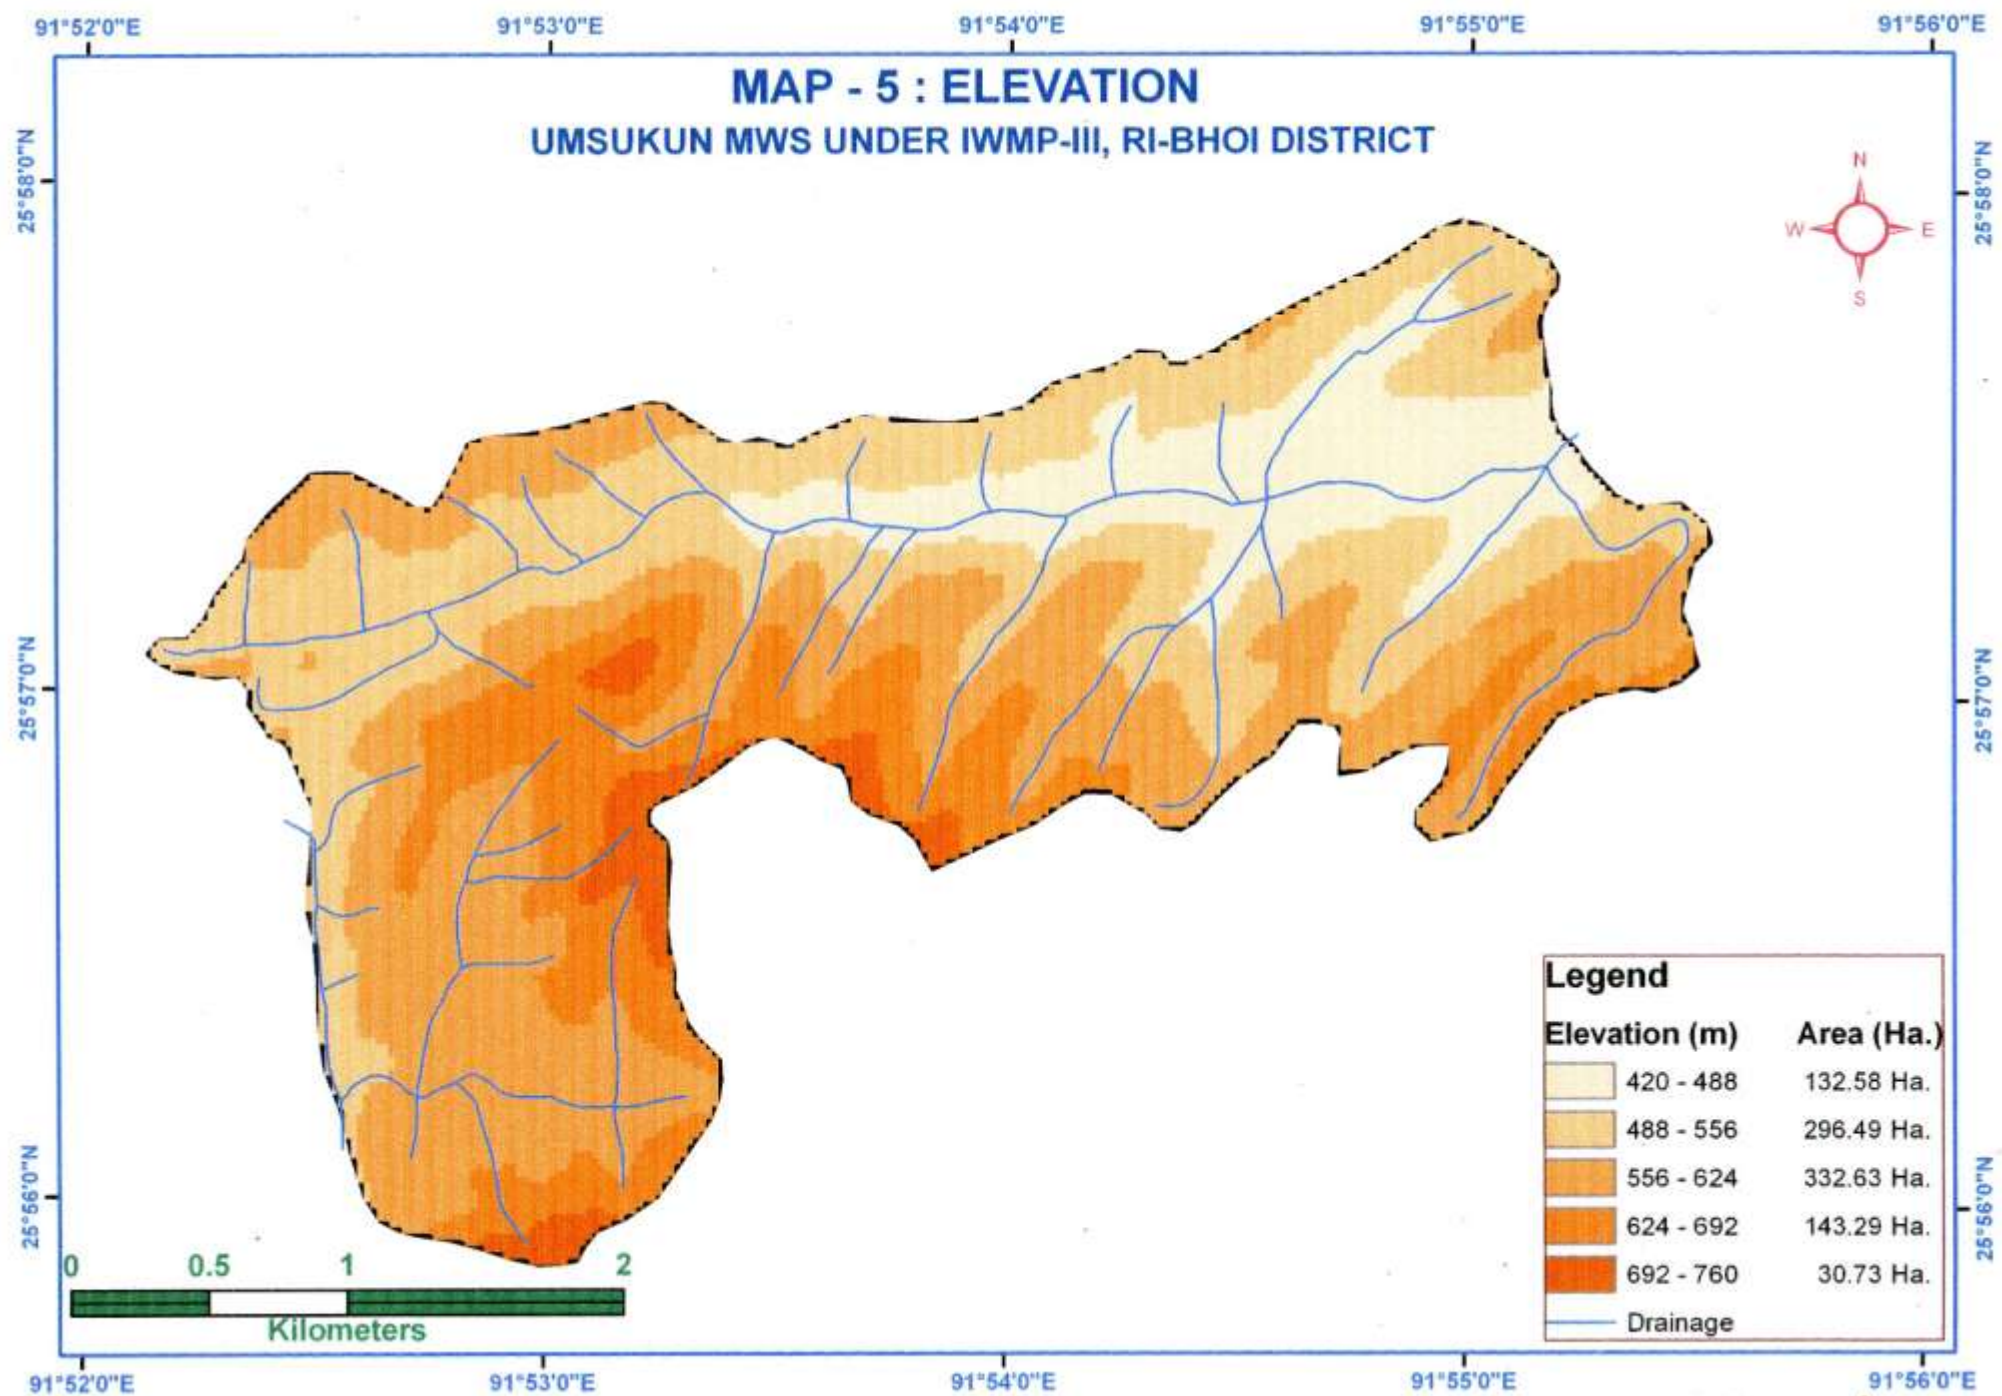 91°52'0"E 91°53'0"E 91°54'0"E 91°55'0"E 91°56'0"E
MAP - 5 : ELEVATION
UMSUKUN MWS UNDER IWMP-III, RI-BHOI DISTRICT
25°58'0"N
25°58'0"N
N
W E
S
25°57'0"N
25°57'0"N
25°56'0"N
25°56'0"N
Legend
Elevation (m) Area (Ha.)
420 - 488 132.58 Ha.
488 - 556 296.49 Ha.
556 - 624 332.63 Ha.
624 - 692 143.29 Ha.
692 - 760 30.73 Ha.
Drainage
0 0.5 1 2
Kilometers
91°52'0"E 91°53'0"E 91°54'0"E 91°55'0"E 91°56'0"E